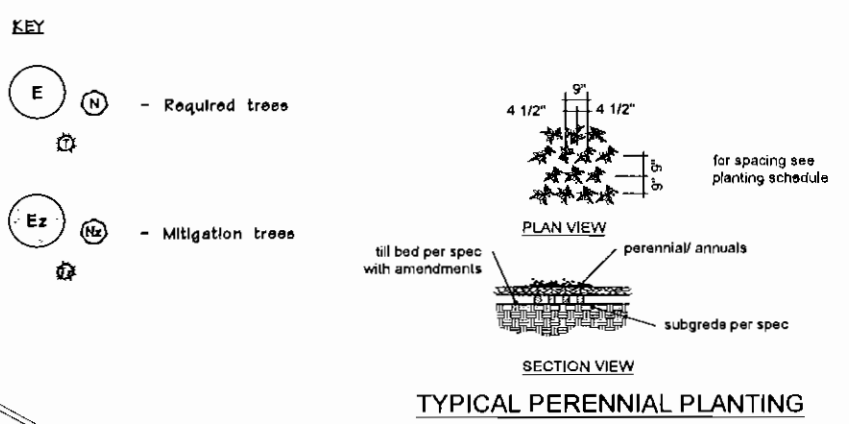 KEY
E
N
- Required trees
T
Ez
Nz
- Mitigation trees
Tz
9"
4 1/2"
4 1/2"
9"
9"
for spacing see
planting schedule
PLAN VIEW
till bed per spec
with amendments
perennial/ annuals
subgrade per spec
SECTION VIEW
TYPICAL PERENNIAL PLANTING